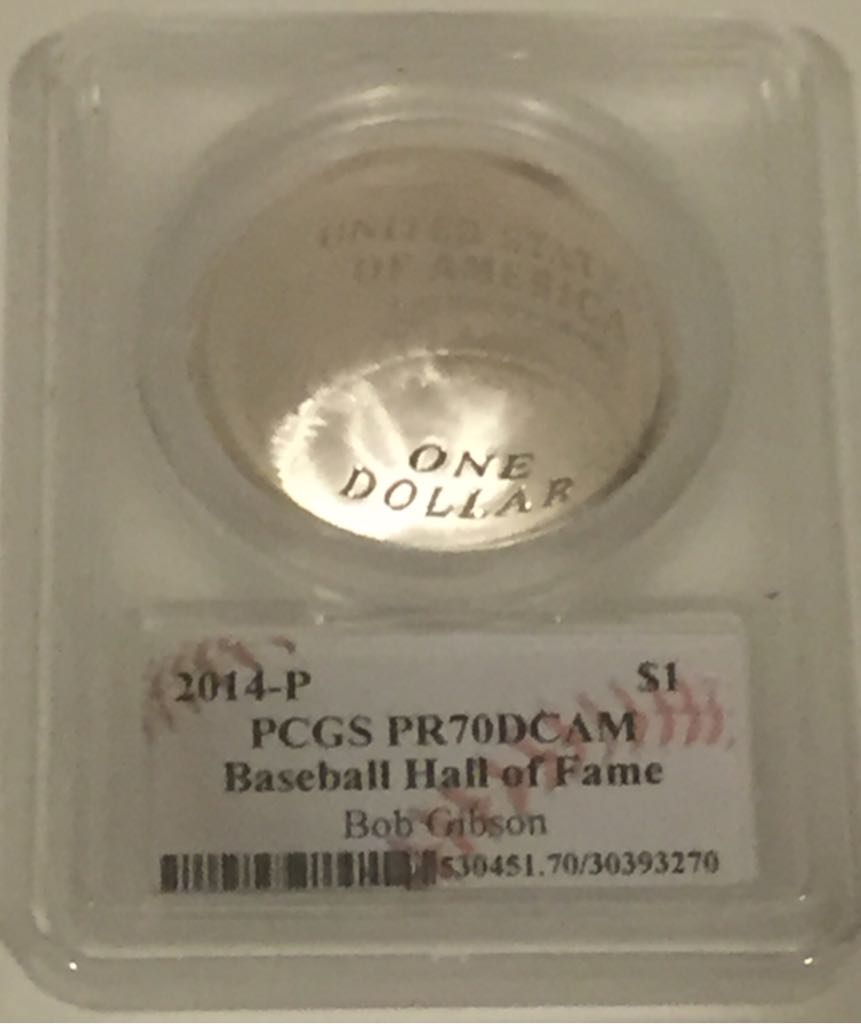 UNITED STATES
OF AMERICA
ONE
DOLLAR
2014-P $1
PCGS PR70DCAM
Baseball Hall of Fame
Bob Gibson
530451.70/30393270